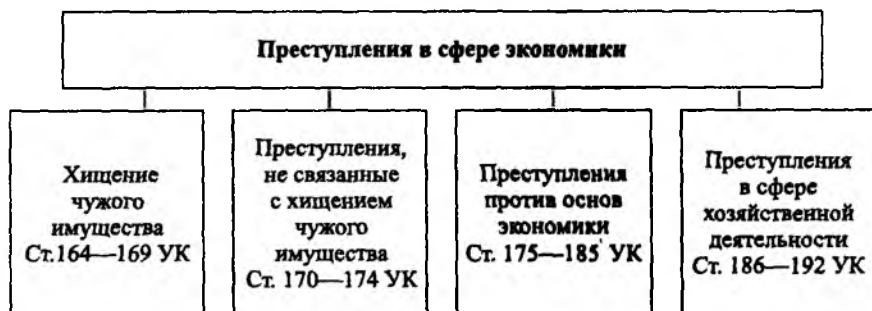 Преступления в сфере экономики
Хищение
чужого
имущества
Ст.164—169 УК
Преступления,
не связанные
с хищением
чужого
имущества
Ст. 170—174 УК
Преступления
против основ
экономики
Ст. 175—185' УК
Преступления
в сфере
хозяйственной
деятельности
Ст. 186—192 УК